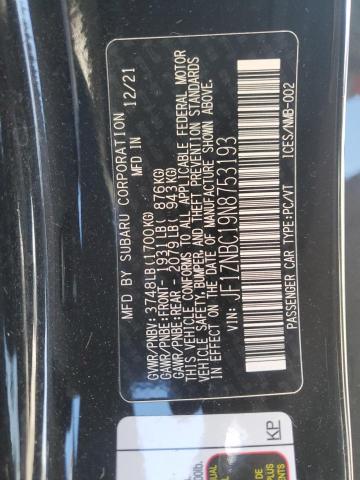 MFD. BY SUBARU CORPORATION
12/21
GVWR/PNBV: 3748LB(1700KG)
GAWR/PNBE:FRONT- 1931LB( 876KG)
GAWR/PNBE:REAR - 2079LB( 943KG)
THIS VEHICLE CONFORMS TO ALL APPLICABLE FEDERAL MOTOR
VEHICLE SAFETY,BUMPER,AND THEFT PREVENTION STANDARDS
IN EFFECT ON THE DATE OF MANUFACTURE SHOWN ABOVE.
MADE IN
VIN: JF1ZNBC19N8753193
PASSENGER CAR TYPE:PC/VT
ICES/NMB-002
KP